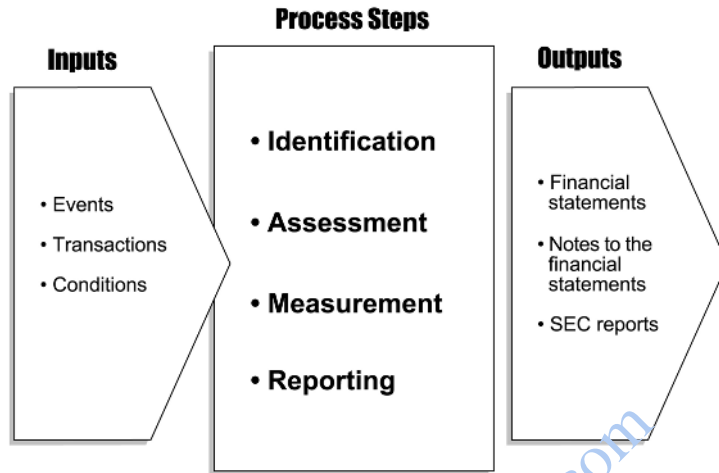 Process Steps
Inputs
• Events
• Transactions
• Conditions
• Identification
• Assessment
• Measurement
• Reporting
Outputs
• Financial
statements
• Notes to the
financial
statements
• SEC reports
com